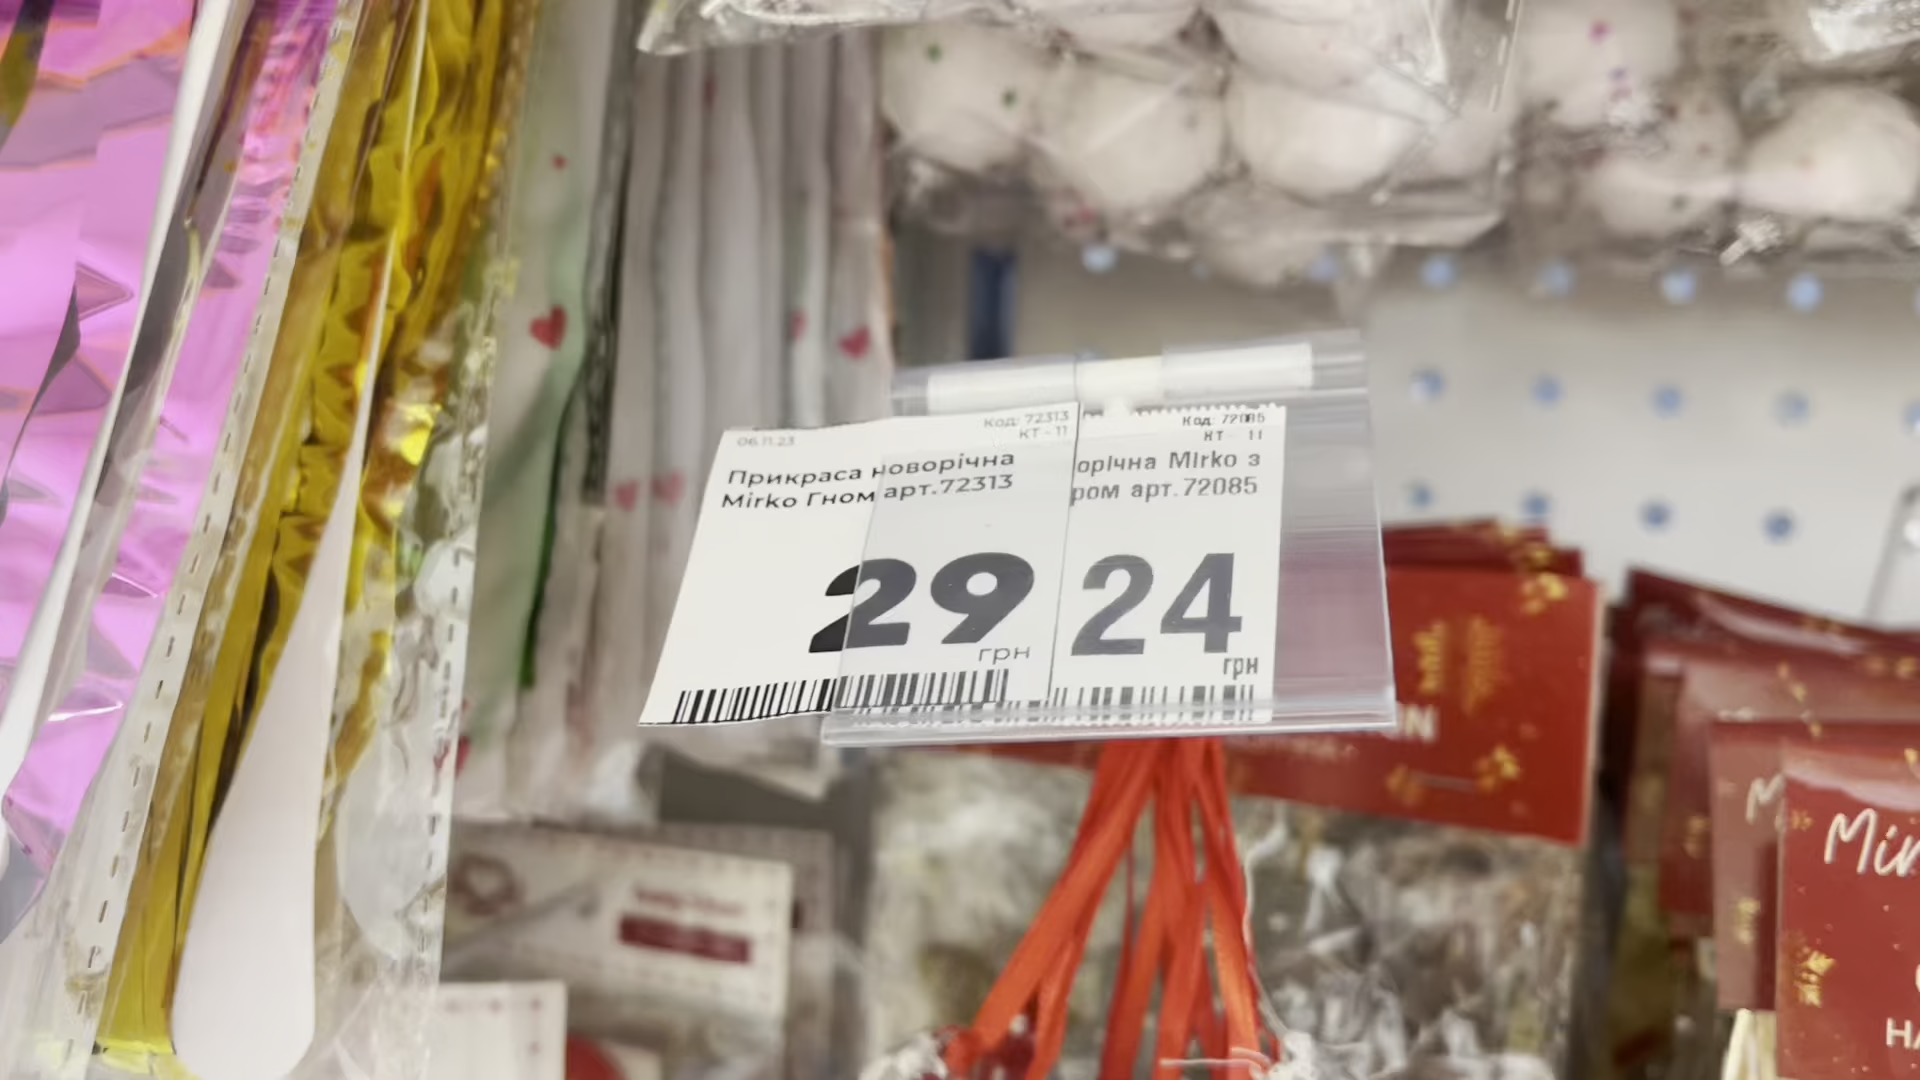 06.11.23
Код: 72313
КТ - 11
Прикраса новорічна
Mirko Гном арт.72313
29
грн
Код: 72085
КТ 11
орічна Mirko з
ром арт.72085
24
грн
Mir